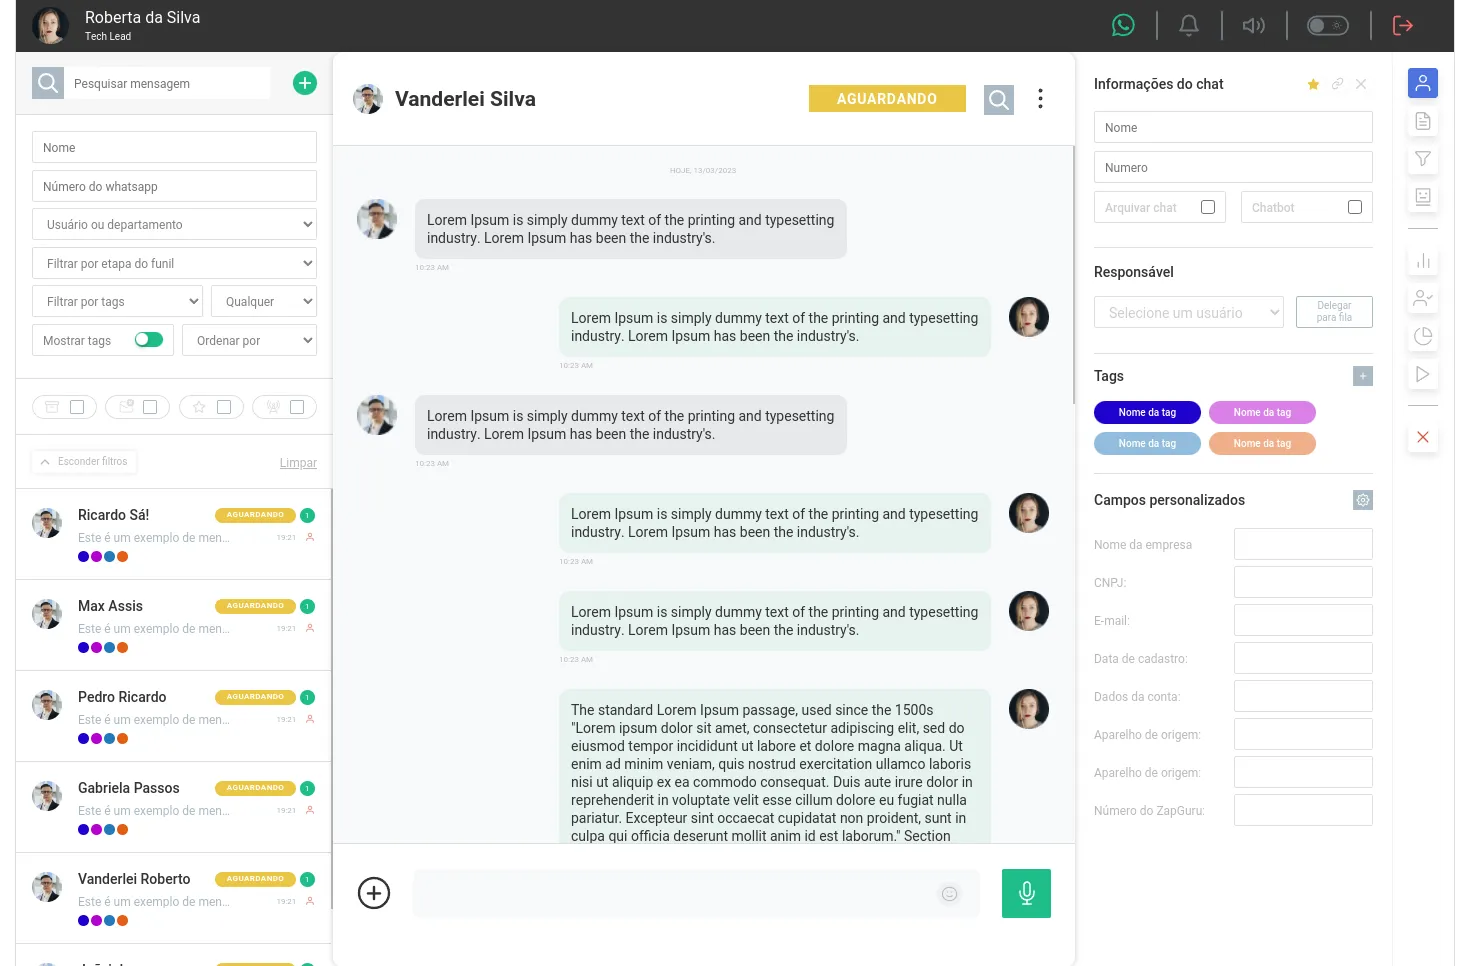 Roberta da Silva
Tech Lead
Pesquisar mensagem
Nome
Número do whatsapp
Usuário ou departamento
Filtrar por etapa do funil
Filtrar por tags
Qualquer
Mostrar tags
Ordenar por
Esconder filtros
Limpar
Ricardo Sá!
AGUARDANDO
1
Este é um exemplo de men...
19:21
Max Assis
AGUARDANDO
1
Este é um exemplo de men...
19:21
Pedro Ricardo
AGUARDANDO
1
Este é um exemplo de men...
19:21
Gabriela Passos
AGUARDANDO
1
Este é um exemplo de men...
19:21
Vanderlei Roberto
AGUARDANDO
1
Este é um exemplo de men...
19:21
Vanderlei Silva
AGUARDANDO
HOJE, 13/03/2023
Lorem Ipsum is simply dummy text of the printing and typesetting
industry. Lorem Ipsum has been the industry's.
10:23 AM
Lorem Ipsum is simply dummy text of the printing and typesetting
industry. Lorem Ipsum has been the industry's.
10:23 AM
Lorem Ipsum is simply dummy text of the printing and typesetting
industry. Lorem Ipsum has been the industry's.
10:23 AM
Lorem Ipsum is simply dummy text of the printing and typesetting
industry. Lorem Ipsum has been the industry's.
10:23 AM
Lorem Ipsum is simply dummy text of the printing and typesetting
industry. Lorem Ipsum has been the industry's.
10:23 AM
The standard Lorem Ipsum passage, used since the 1500s
"Lorem ipsum dolor sit amet, consectetur adipiscing elit, sed do
eiusmod tempor incididunt ut labore et dolore magna aliqua. Ut
enim ad minim veniam, quis nostrud exercitation ullamco laboris
nisi ut aliquip ex ea commodo consequat. Duis aute irure dolor in
reprehenderit in voluptate velit esse cillum dolore eu fugiat nulla
pariatur. Excepteur sint occaecat cupidatat non proident, sunt in
culpa qui officia deserunt mollit anim id est laborum." Section
Informações do chat
Nome
Numero
Arquivar chat
Chatbot
Responsável
Selecione um usuário
Delegar
para fila
Tags
Nome da tag
Nome da tag
Nome da tag
Nome da tag
Campos personalizados
Nome da empresa
CNPJ:
E-mail:
Data de cadastro:
Dados da conta:
Aparelho de origem:
Aparelho de origem:
Número do ZapGuru: